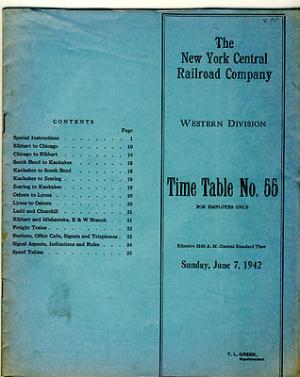 The
New York Central
Railroad Company
WESTERN DIVISION
Time Table No. 55
FOR EMPLOYES ONLY
Effective 12:01 A. M. Central Standard Time
Sunday, June 7, 1942
T. L. GREEN,
Superintendent
CONTENTS
Page
Special Instructions 1
Elkhart to Chicago 10
Chicago to Elkhart 14
South Bend to Kankakee 18
Kankakee to South Bend 18
Kankakee to Zearing 19
Zearing to Kankakee 19
Osborn to Lyons 20
Lyons to Osborn 20
Ladd and Churchill 21
Elkhart and Mishawaka, E & W Branch 21
Freight Trains 22
Stations, Office Calls, Signals and Telephones 23
Signal Aspects, Indications and Rules 24
Speed Tables 25